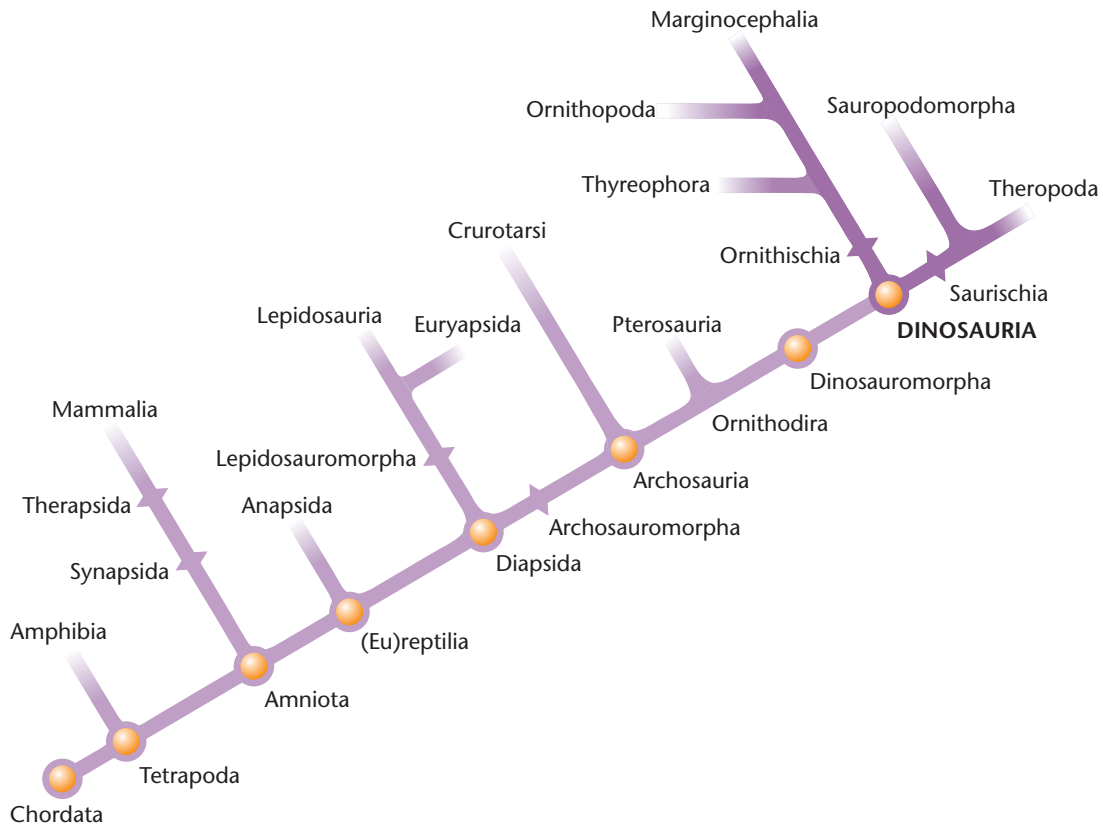 Marginocephalia
Ornithopoda
Sauropodomorpha
Thyreophora
Theropoda
Crurotarsi
Ornithischia
Saurischia
Lepidosauria
Euryapsida
Pterosauria
DINOSAURIA
Dinosauromorpha
Mammalia
Ornithodira
Lepidosauromorpha
Archosauria
Therapsida
Anapsida
Archosauromorpha
Diapsida
Synapsida
Amphibia
(Eu)reptilia
Amniota
Tetrapoda
Chordata